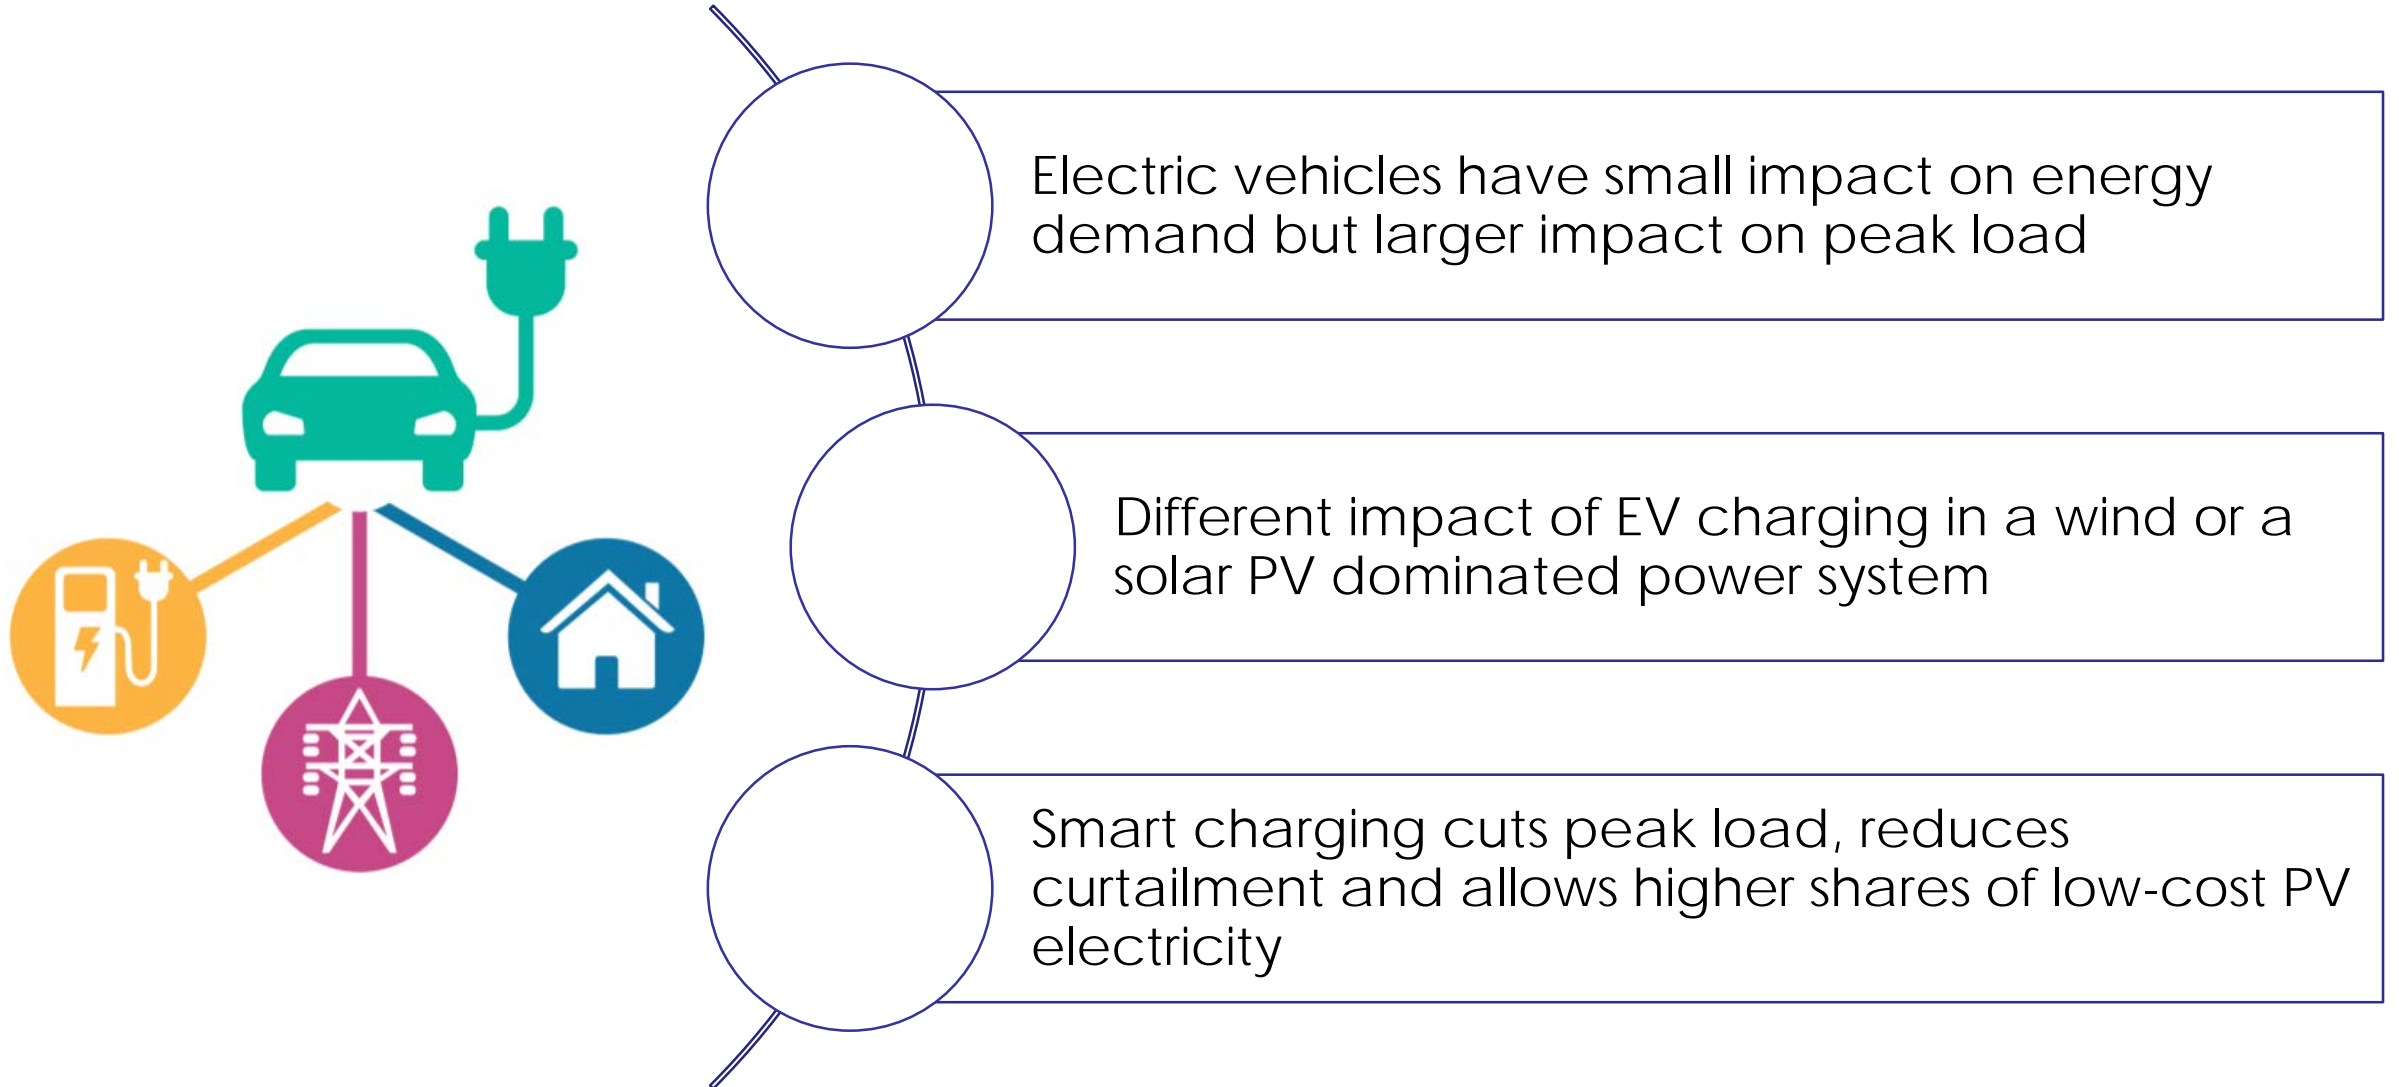 Electric vehicles have small impact on energy
demand but larger impact on peak load
Different impact of EV charging in a wind or a
solar PV dominated power system
Smart charging cuts peak load, reduces
curtailment and allows higher shares of low-cost PV
electricity